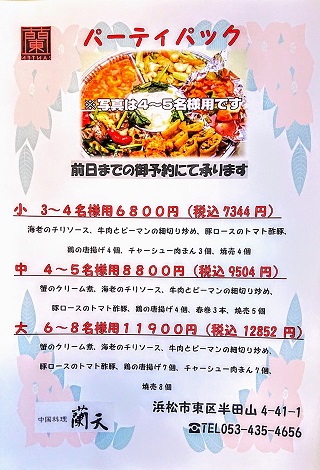 蘭
JANTEN
パーティパック
※写真は4～5名様用です
前日までの御予約にて承ります
小 3～4名様用6800円(税込7344円)
海老のチリソース、牛肉とピーマンの細切り炒め、豚ロースのトマト酢豚、
鶏の唐揚げ4個、チャーシュー肉まん3個、焼売4個
中 4～5名様用8800円(税込9504円)
蟹のクリーム煮、海老のチリソース、牛肉とピーマンの細切り炒め、
豚ロースのトマト酢豚、鶏の唐揚げ4個、春巻3本、焼売5個
大 6～8名様用11900円(税込12852円)
蟹のクリーム煮、海老のチリソース、牛肉とピーマンの細切り炒め、
豚ロースのトマト酢豚、鶏の唐揚げ7個、チャーシュー肉まん7個、
焼売8個
中国料理 蘭天
浜松市東区半田山4-41-1
☎TEL053-435-4656